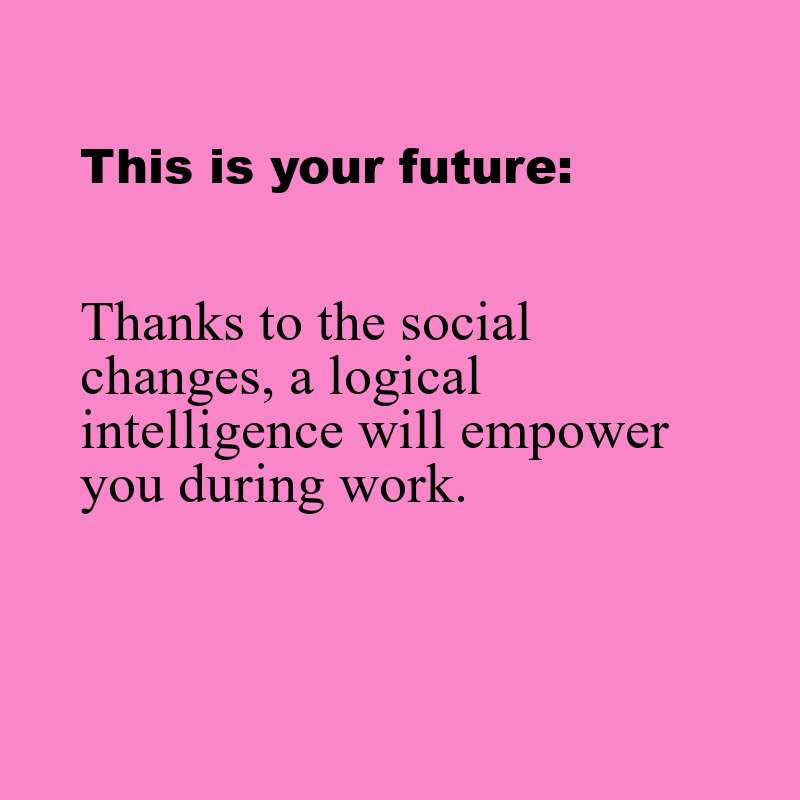 This is your future:
Thanks to the social
changes, a logical
intelligence will empower
you during work.